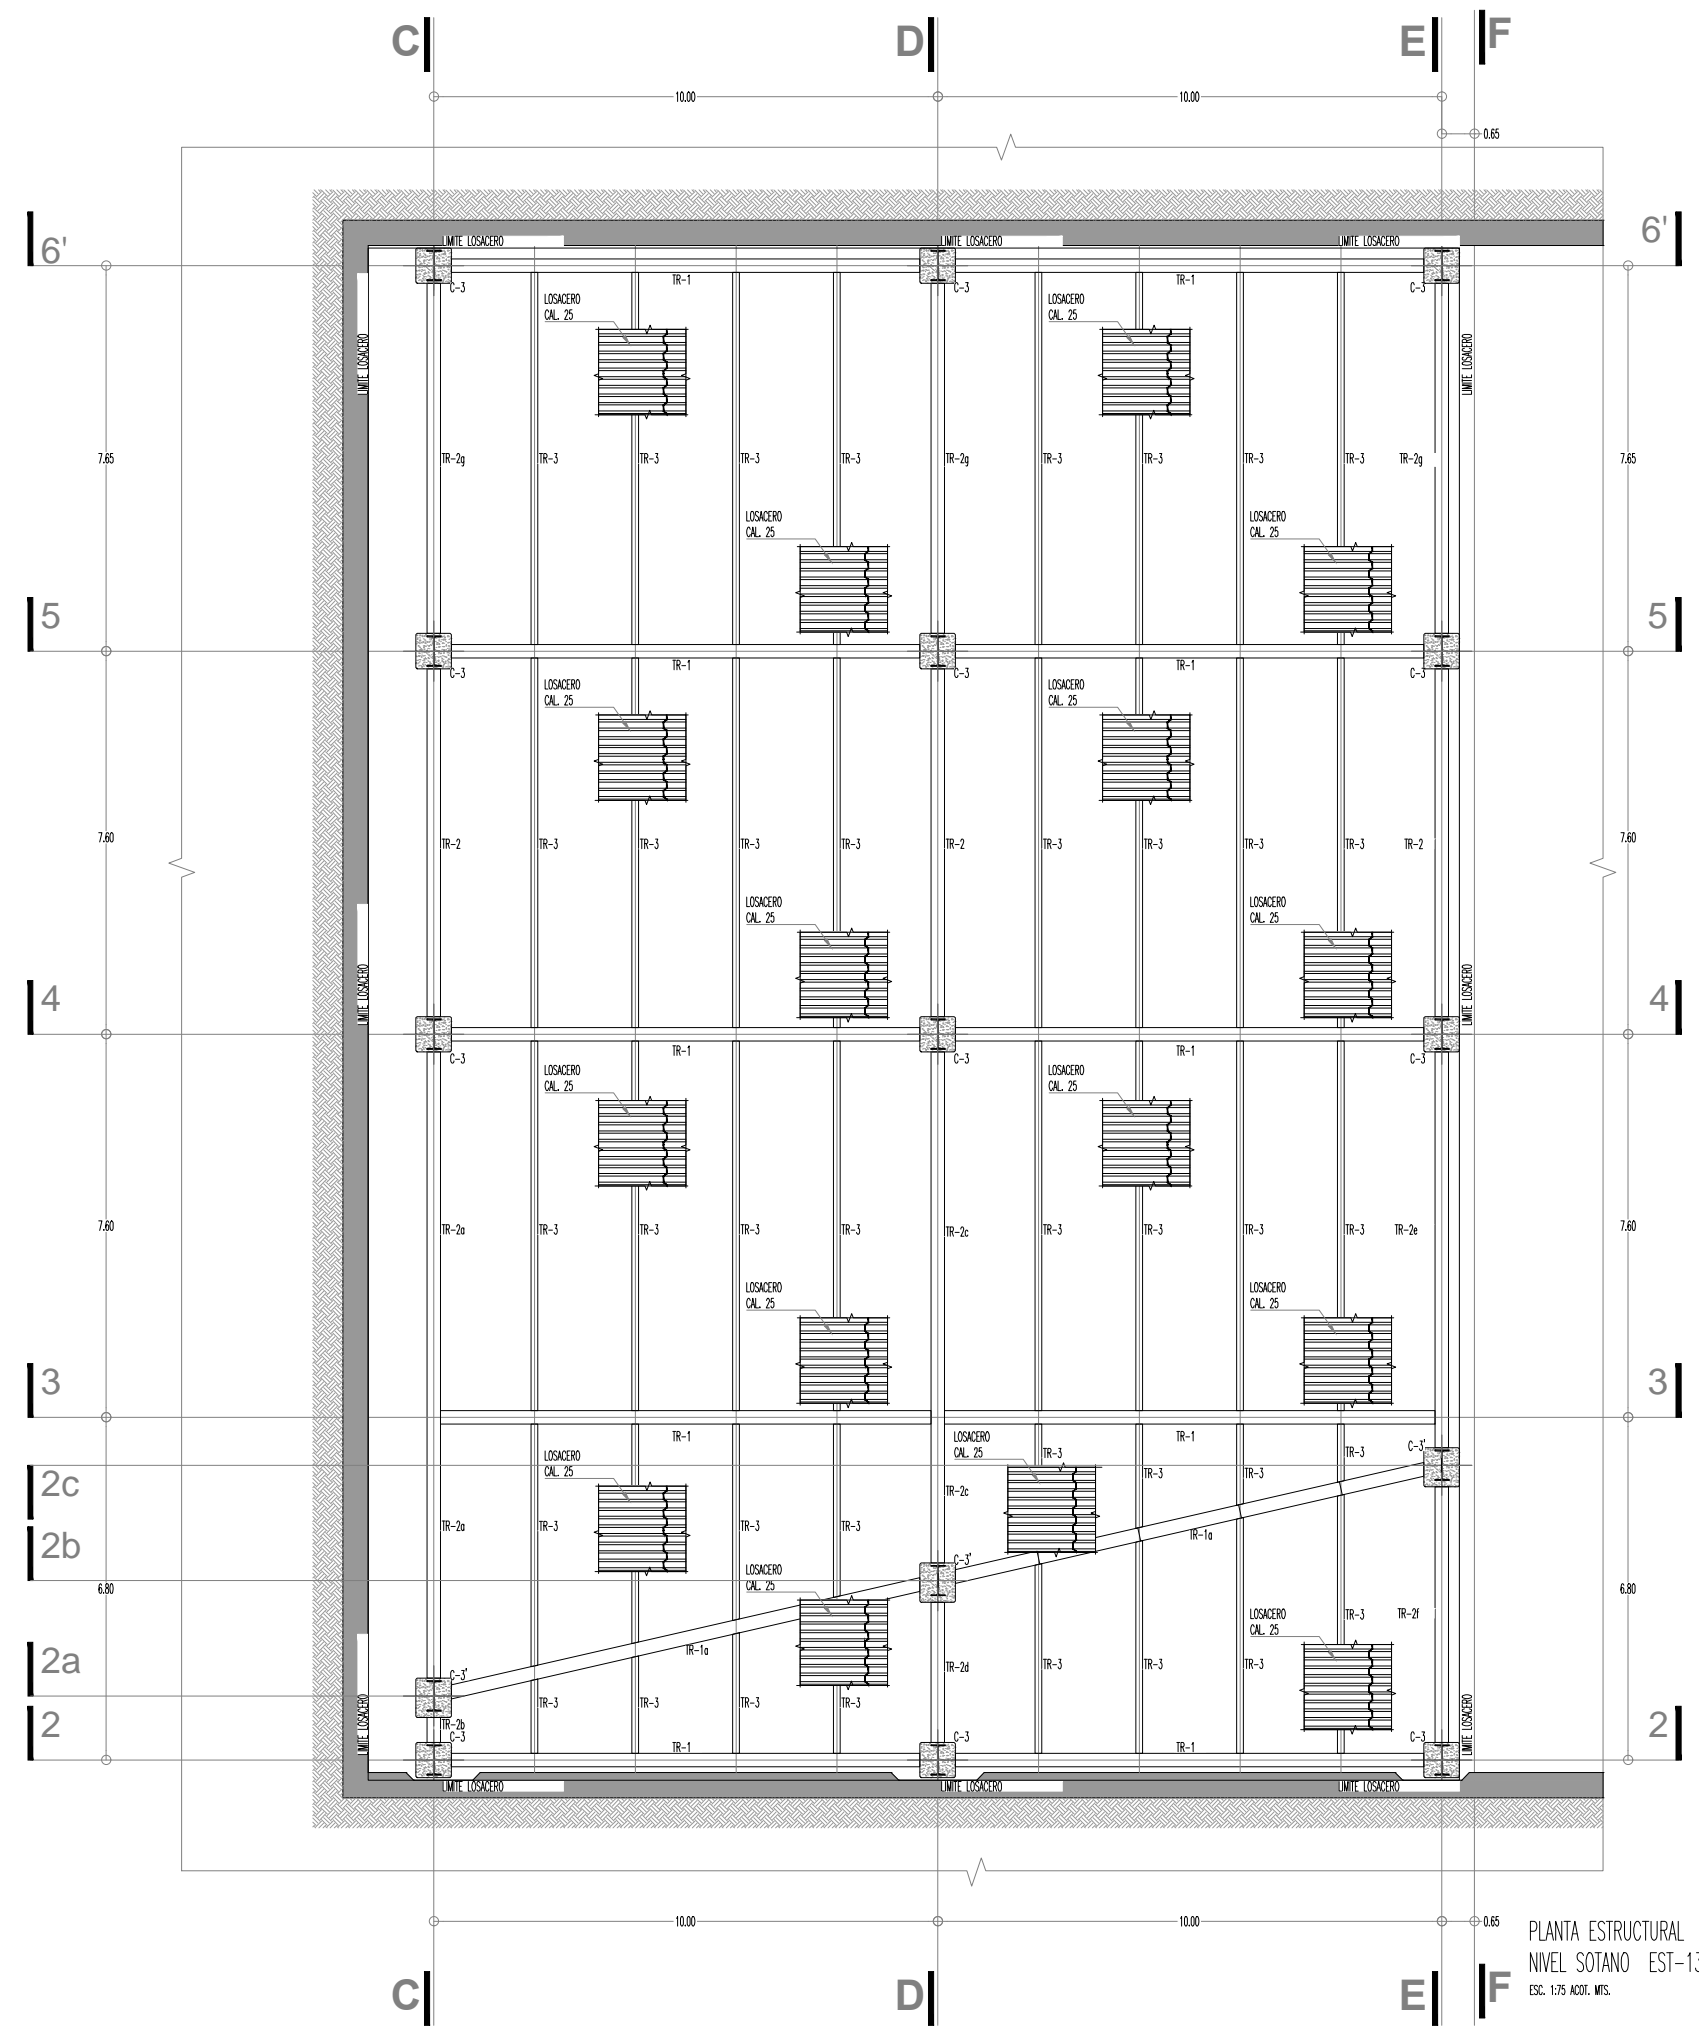 C D E F
10.00 10.00
0.65
LIMITE LOSACERO LIMITE LOSACERO LIMITE LOSACERO
6' 6'
TR-1 TR-1
C-3 C-3 C-3
LOSACERO LOSACERO
CAL. 25 CAL. 25
LIMITE LOSACERO LIMITE LOSACERO
7.65 TR-2g TR-3 TR-3 TR-3 TR-3 TR-2g TR-3 TR-3 TR-3 TR-3 TR-2g 7.65
LOSACERO LOSACERO
CAL. 25 CAL. 25
5 5
TR-1 TR-1
C-3 C-3 C-3
LOSACERO LOSACERO
CAL. 25 CAL. 25
7.60 7.60
TR-2 TR-3 TR-3 TR-3 TR-3 TR-2 TR-3 TR-3 TR-3 TR-3 TR-2
LOSACERO LOSACERO
CAL. 25 CAL. 25
LIMITE LOSACERO LIMITE LOSACERO
4 4
TR-1 TR-1
C-3 C-3 C-3
LOSACERO LOSACERO
CAL. 25 CAL. 25
7.60 7.60
TR-2a TR-3 TR-3 TR-3 TR-3 TR-2c TR-3 TR-3 TR-3 TR-3 TR-2e
LOSACERO LOSACERO
CAL. 25 CAL. 25
3 3
TR-1 LOSACERO TR-1
LOSACERO CAL. 25 TR-3 TR-3 C-3'
CAL. 25 TR-3 TR-3
2c
TR-2c
TR-2a TR-3 TR-3 TR-3 TR-1a
2b
C-3'
LOSACERO
CAL. 25
6.80 6.80
LOSACERO TR-3 TR-2f
CAL. 25
TR-1a
2a
C-3' TR-2d TR-3 TR-3 TR-3
TR-3 TR-3 TR-3 TR-3
LIMITE LOSACERO LIMITE LOSACERO
2 TR-2b 2
C-3 C-3 C-3
TR-1 TR-1
LIMITE LOSACERO LIMITE LOSACERO LIMITE LOSACERO
10.00 10.00 0.65
PLANTA ESTRUCTURAL
NIVEL SOTANO EST-13
ESC. 1:75 ACOT. MTS.
C D E F